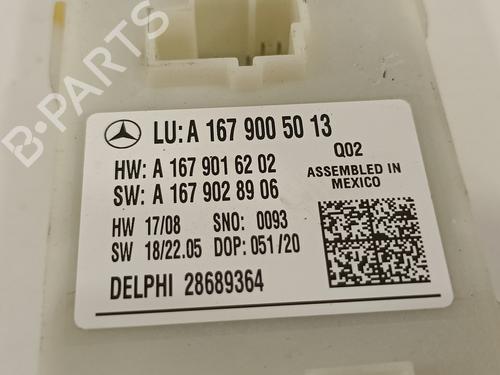 B-PARTS
LU: A 167 900 50 13
HW: A 167 901 62 02
SW: A 167 902 89 06
Q02
ASSEMBLED IN
MEXICO
HW 17/08 SNO: 0093
SW 18/22.05 DOP: 051/20
DELPHI 28689364